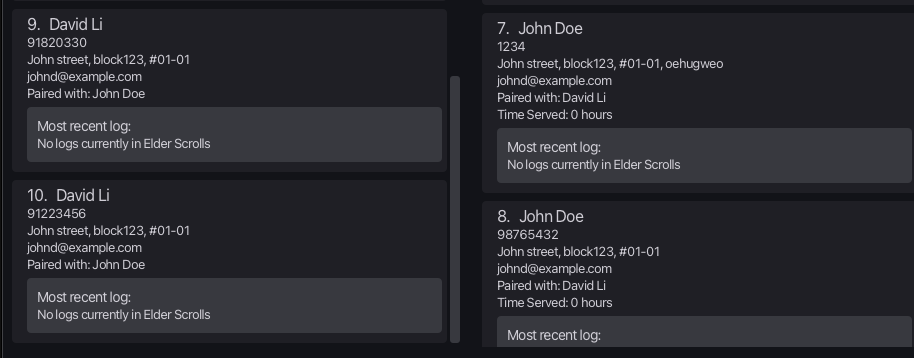 9. David Li
91820330
John street, block123, #01-01
johnd@example.com
Paired with: John Doe
Most recent log:
No logs currently in Elder Scrolls
10. David Li
91223456
John street, block123, #01-01
johnd@example.com
Paired with: John Doe
Most recent log:
No logs currently in Elder Scrolls
7. John Doe
1234
John street, block123, #01-01, oehugweo
johnd@example.com
Paired with: David Li
Time Served: 0 hours
Most recent log:
No logs currently in Elder Scrolls
8. John Doe
98765432
John street, block123, #01-01
johnd@example.com
Paired with: David Li
Time Served: 0 hours
Most recent log: